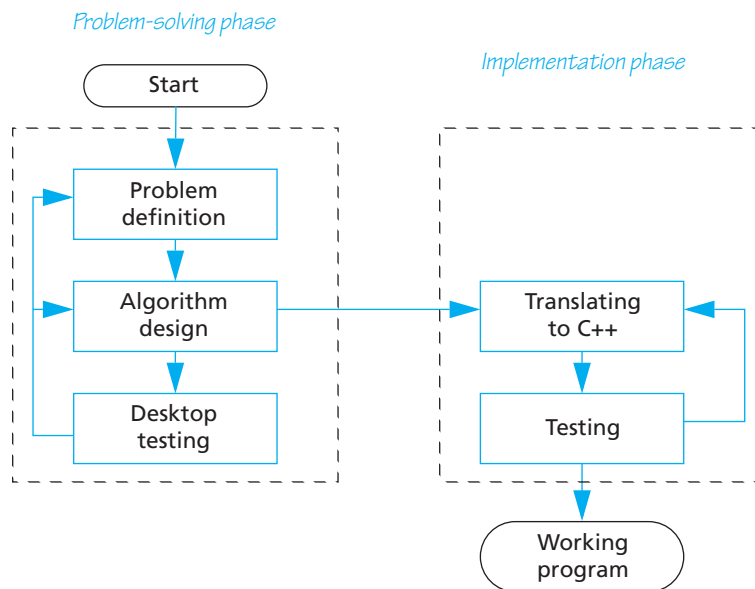 Problem-solving phase
Implementation phase
Start
Problem
definition
Algorithm
design
Desktop
testing
Translating
to C++
Testing
Working
program